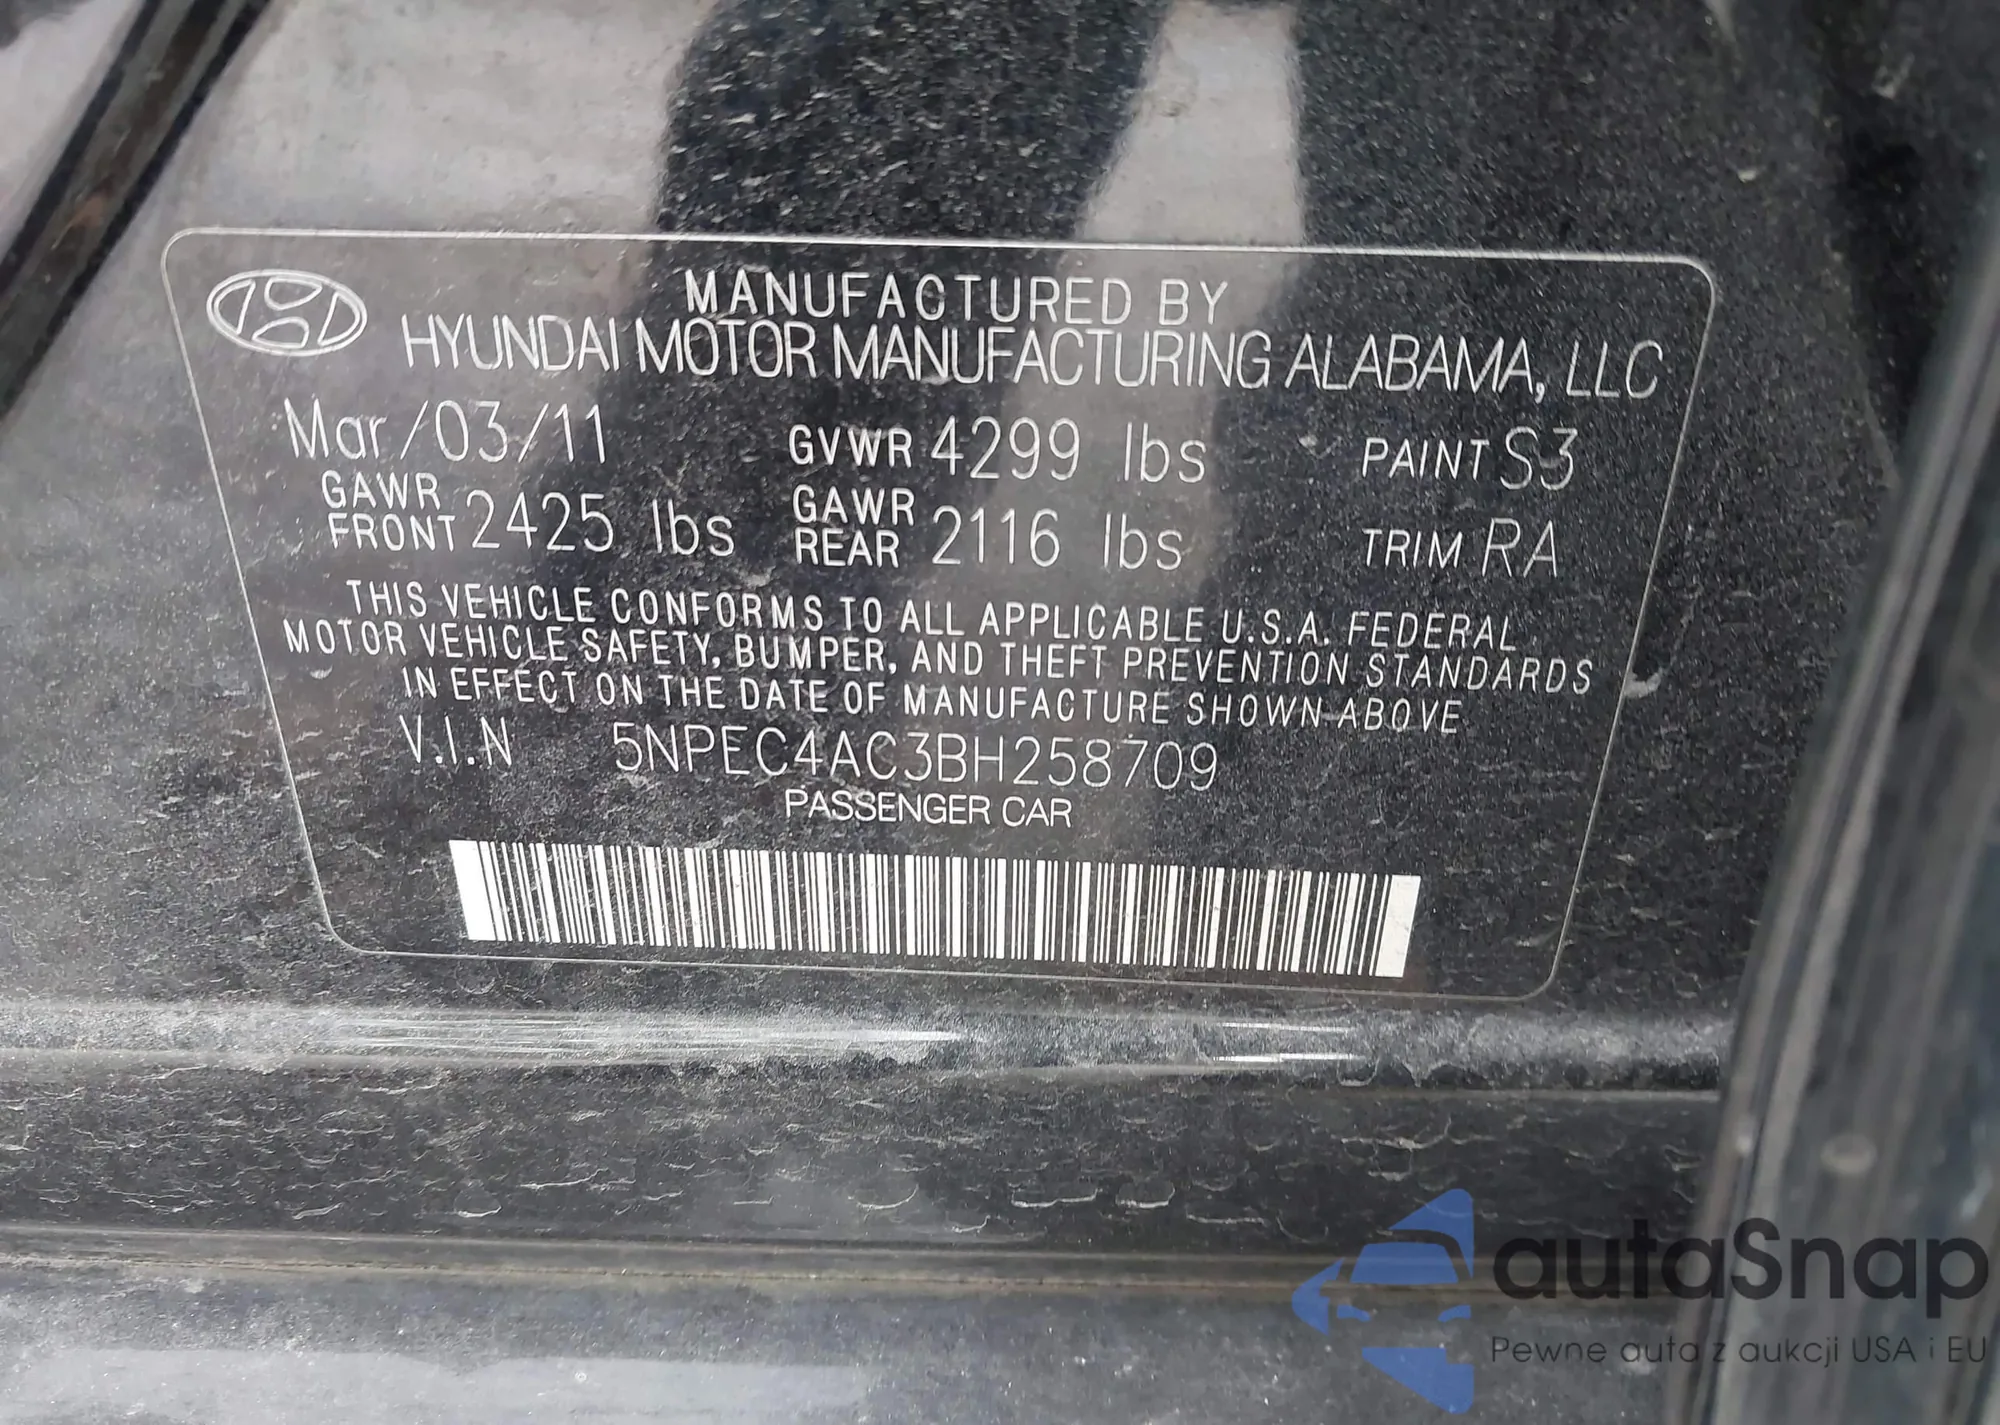 MANUFACTURED BY
HYUNDAI MOTOR MANUFACTURING ALABAMA, LLC
Mar/03/11 GVWR 4299 lbs PAINT S3
GAWR FRONT 2425 lbs GAWR REAR 2116 lbs TRIM RA
THIS VEHICLE CONFORMS TO ALL APPLICABLE U.S.A. FEDERAL
MOTOR VEHICLE SAFETY, BUMPER, AND THEFT PREVENTION STANDARDS
IN EFFECT ON THE DATE OF MANUFACTURE SHOWN ABOVE
V.I.N 5NPEC4AC3BH258709
PASSENGER CAR
autaSnap
Pewne auta z aukcji USA i EU